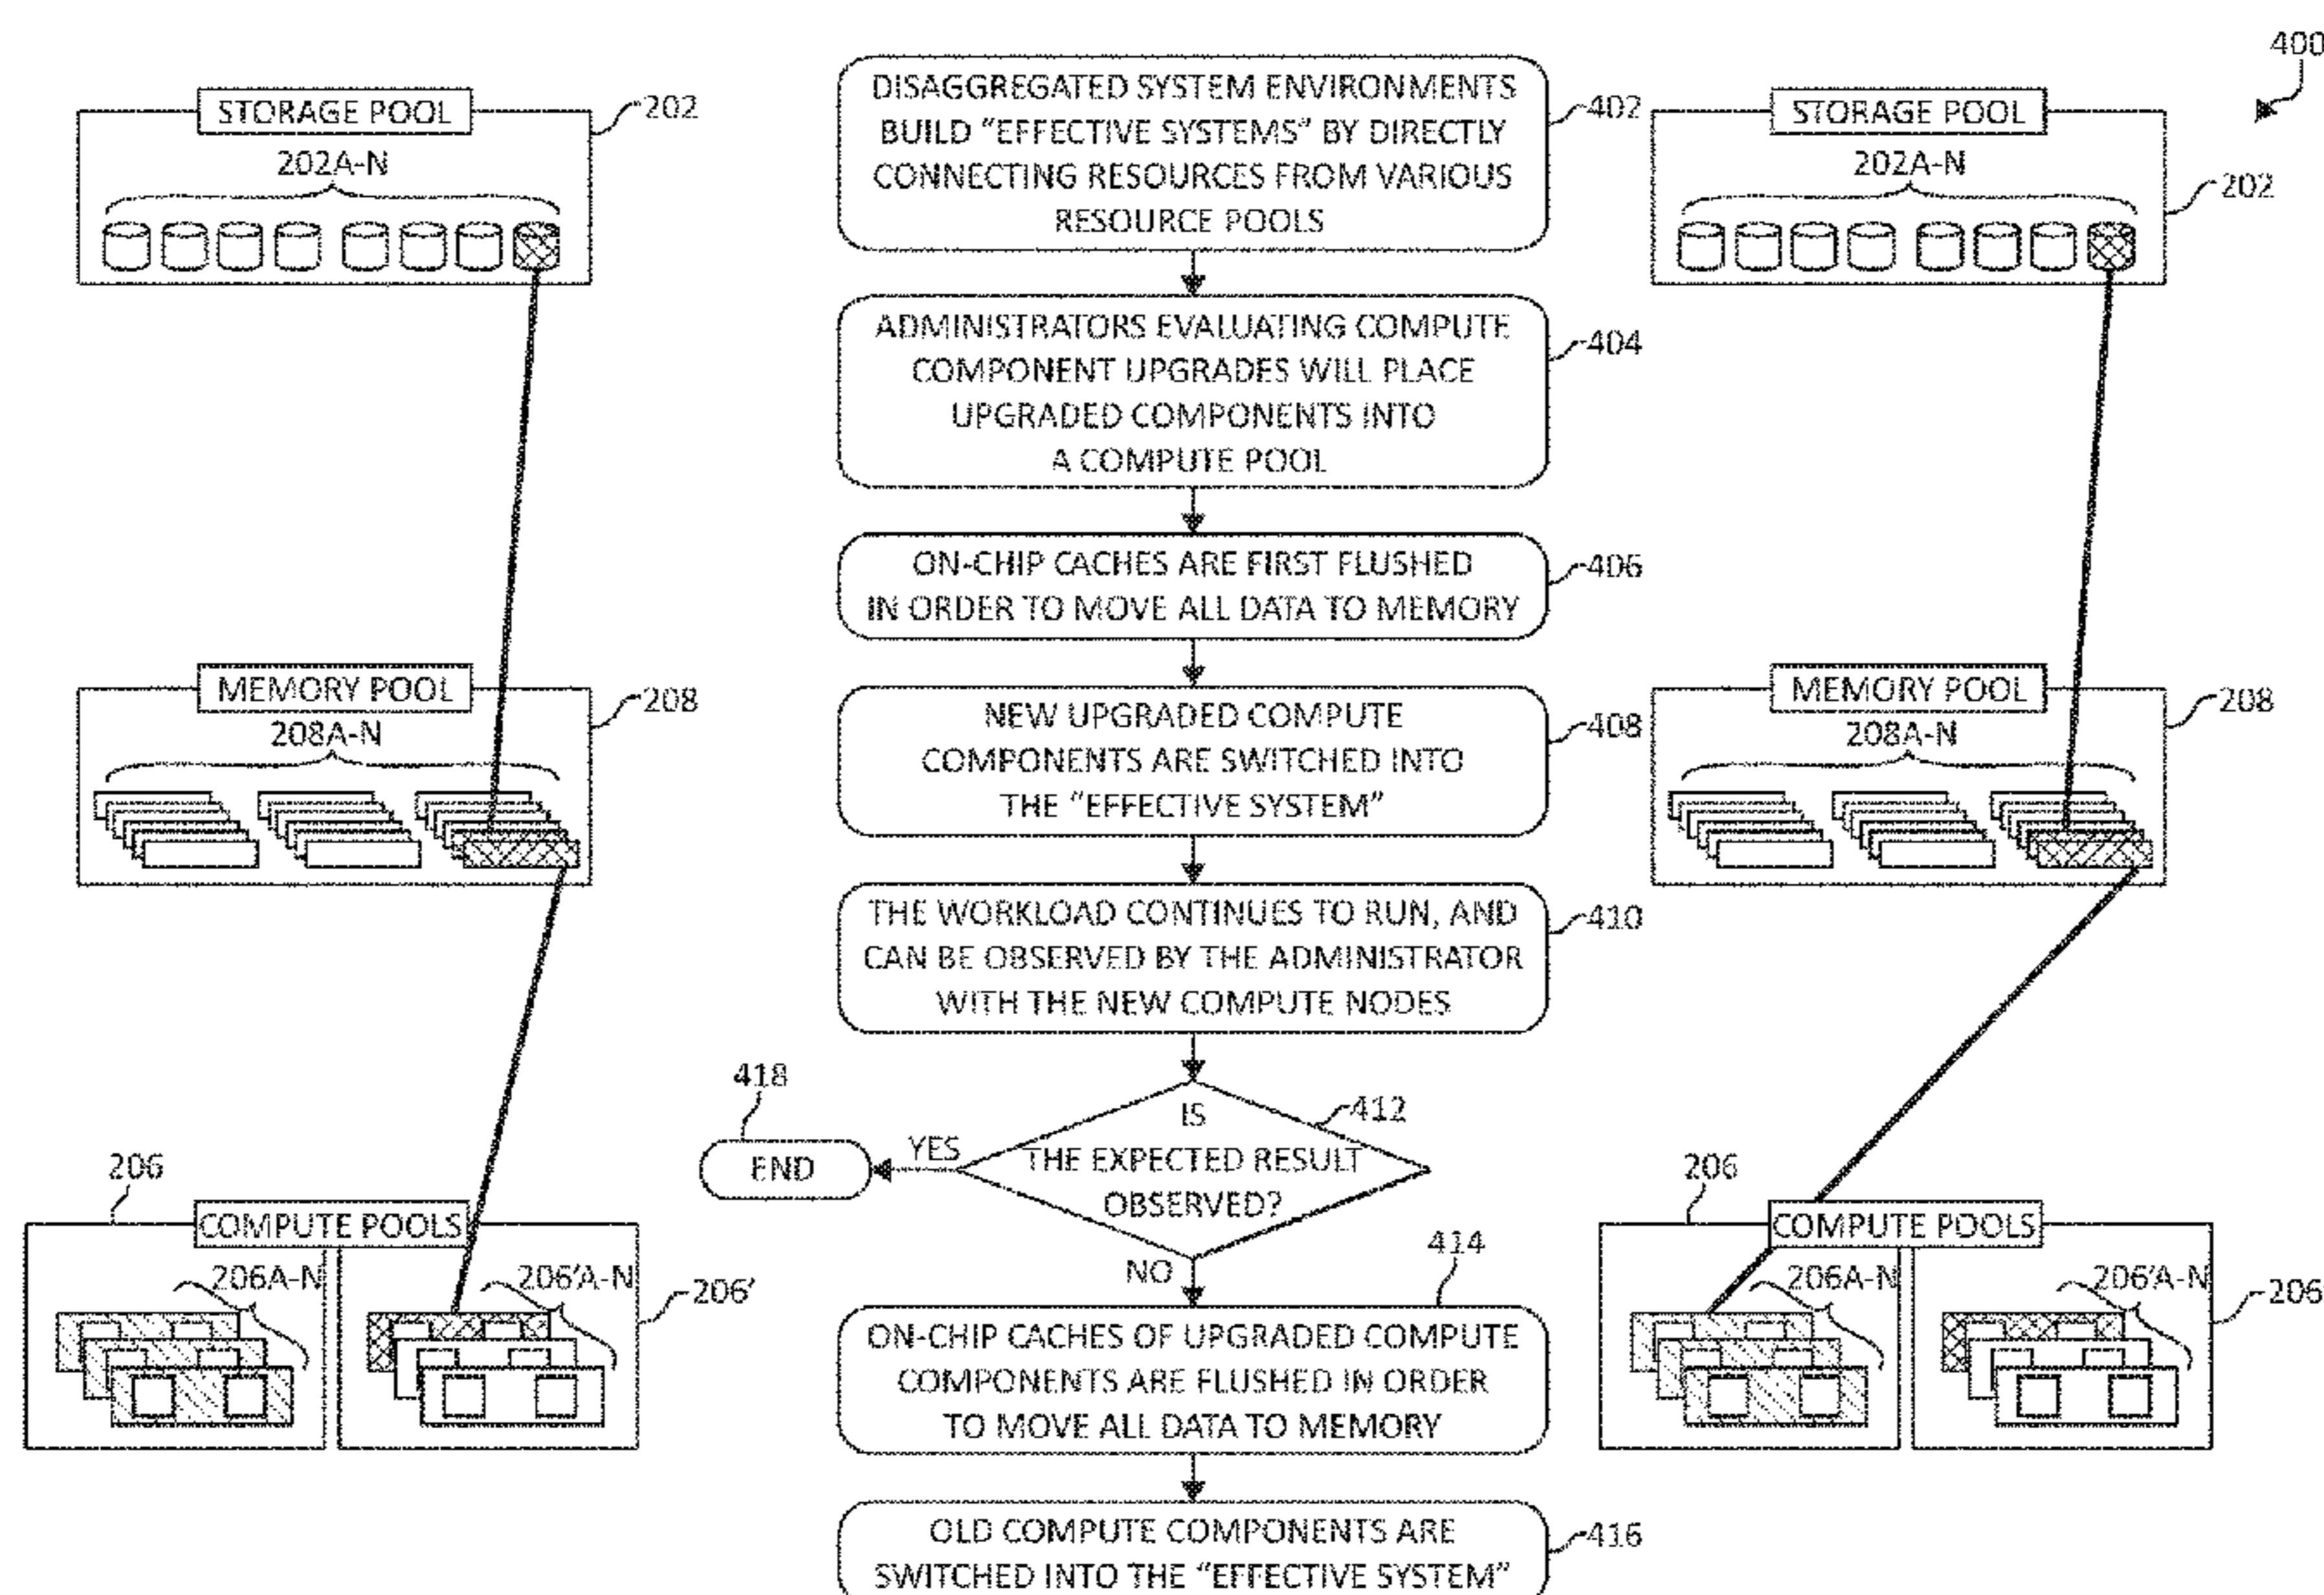 400
STORAGE POOL
202
202A-N
MEMORY POOL
208
208A-N
206
COMPUTE POOLS
206A-N
206'A-N
206'
DISAGGREGATED SYSTEM ENVIRONMENTS
BUILD “EFFECTIVE SYSTEMS” BY DIRECTLY
CONNECTING RESOURCES FROM VARIOUS
RESOURCE POOLS
402
ADMINISTRATORS EVALUATING COMPUTE
COMPONENT UPGRADES WILL PLACE
UPGRADED COMPONENTS INTO
A COMPUTE POOL
404
ON-CHIP CACHES ARE FIRST FLUSHED
IN ORDER TO MOVE ALL DATA TO MEMORY
406
NEW UPGRADED COMPUTE
COMPONENTS ARE SWITCHED INTO
THE “EFFECTIVE SYSTEM”
408
THE WORKLOAD CONTINUES TO RUN, AND
CAN BE OBSERVED BY THE ADMINISTRATOR
WITH THE NEW COMPUTE NODES
410
IS
THE EXPECTED RESULT
OBSERVED?
412
YES
418
END
NO
414
ON-CHIP CACHES OF UPGRADED COMPUTE
COMPONENTS ARE FLUSHED IN ORDER
TO MOVE ALL DATA TO MEMORY
OLD COMPUTE COMPONENTS ARE
SWITCHED INTO THE “EFFECTIVE SYSTEM”
416
STORAGE POOL
202A-N
202
MEMORY POOL
208
208A-N
206
COMPUTE POOLS
206A-N
206'A-N
206